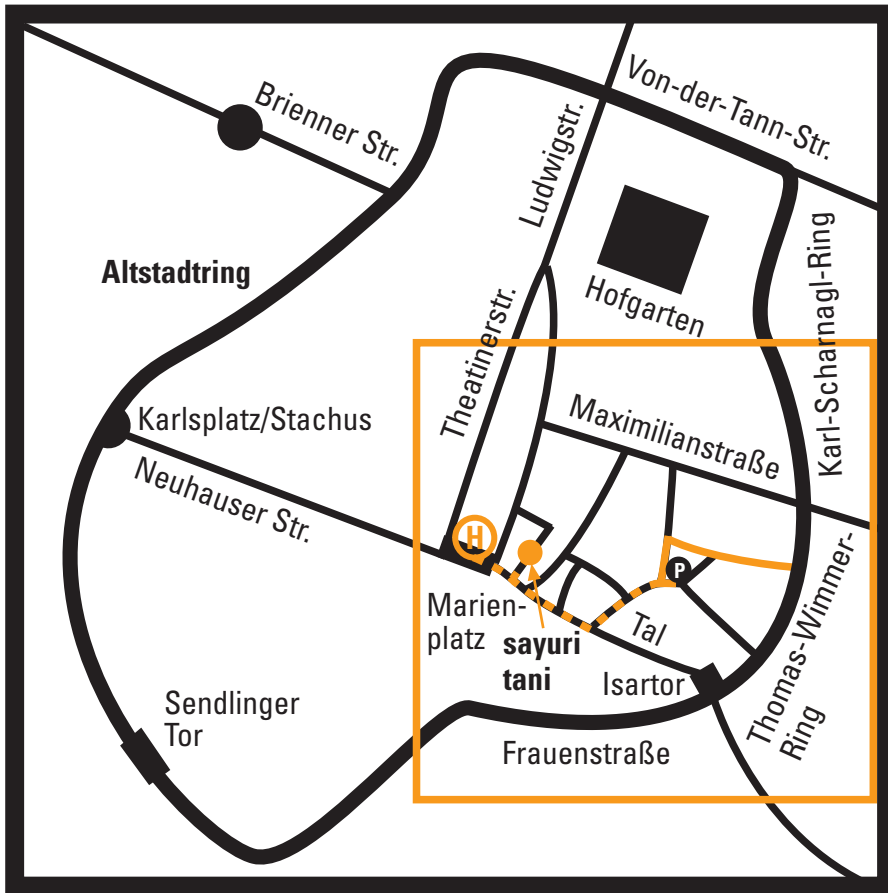 Brienner Str.
Von-der-Tann-Str.
Ludwigstr.
Altstadtring
Hofgarten
Karl-Scharnagl-Ring
Theatinerstr.
Karlsplatz/Stachus
Maximilianstraße
Neuhauser Str.
H
P
Marien-
platz
sayuri
tani
Tal
Isartor
Thomas-Wimmer-
Ring
Sendlinger
Tor
Frauenstraße